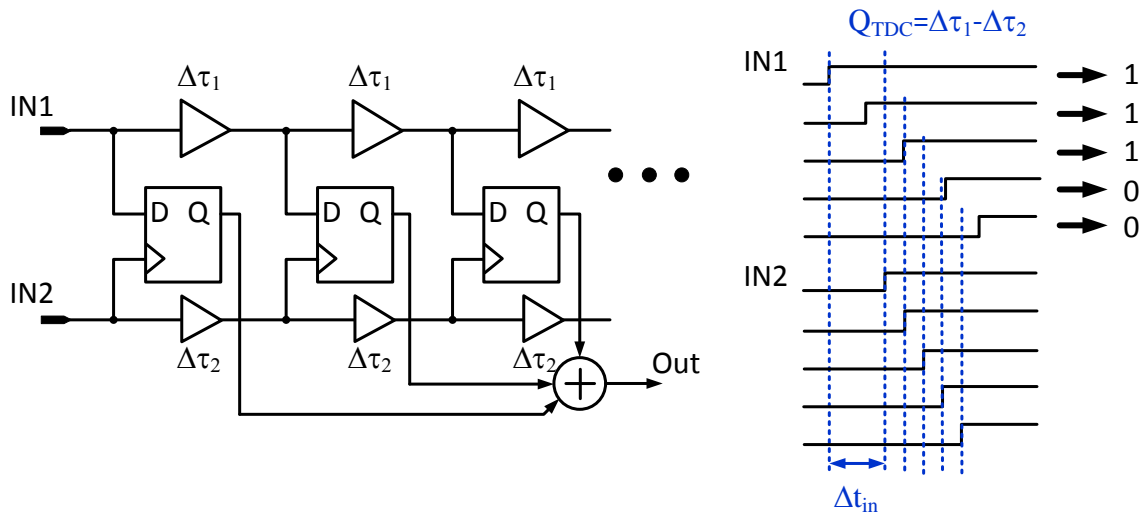 Q_TDC=Δτ₁-Δτ₂
Δτ₁ Δτ₁ Δτ₁
IN1
D Q D Q D Q
IN2
Δτ₂ Δτ₂ Δτ₂
Out
IN1
1
1
1
0
0
IN2
Δt_in